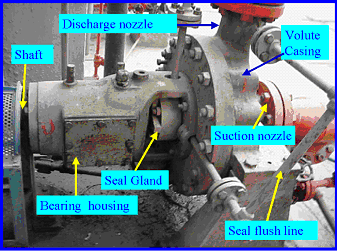 Discharge nozzle
Volute
Casing
Shaft
Suction nozzle
Seal Gland
Bearing housing
Seal flush line